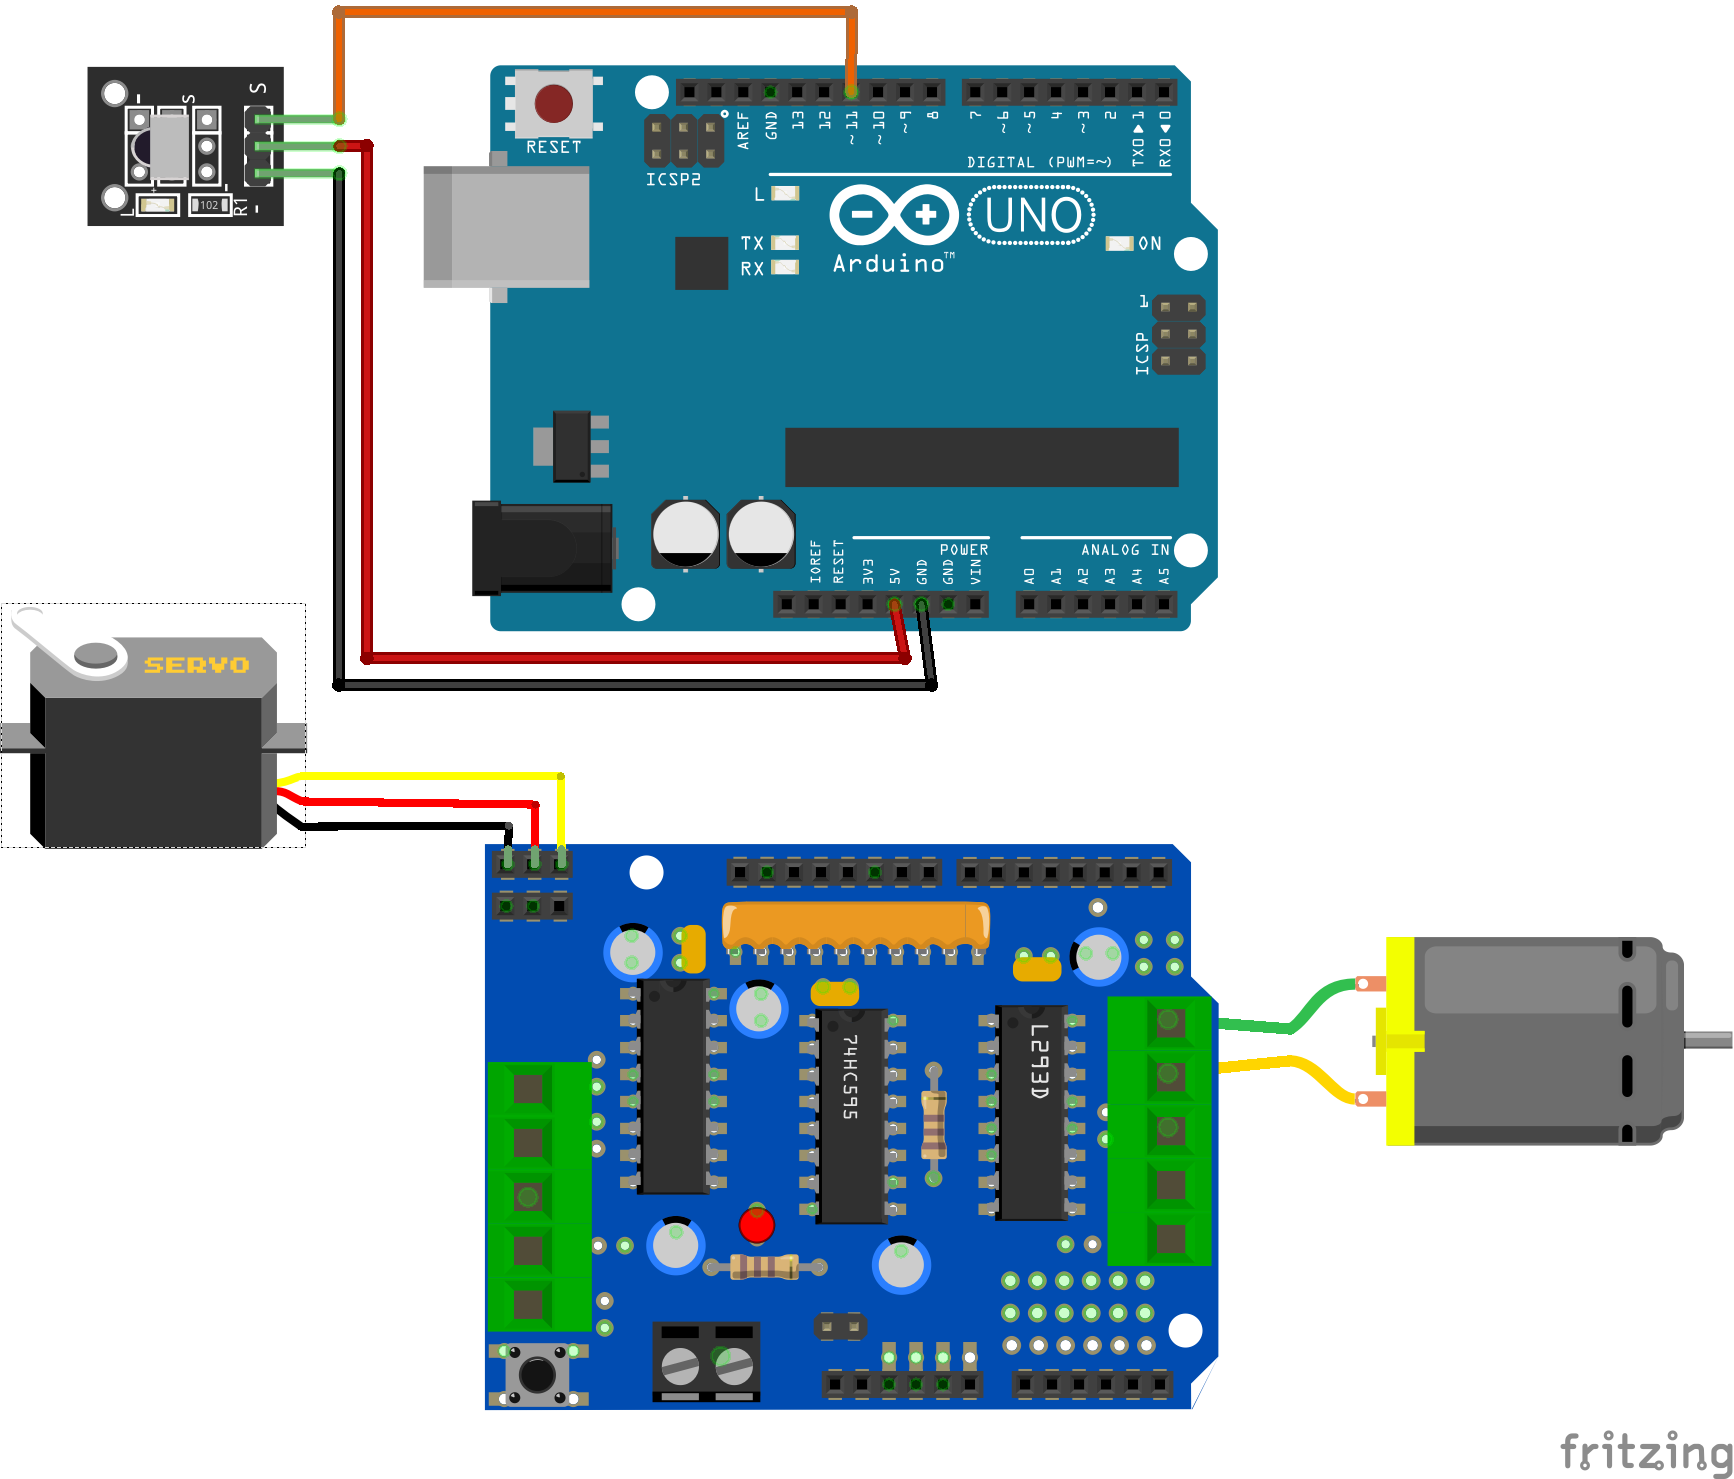 S
-
S
L
+
102
R1
-
-
RESET
ICSP2
AREF
GND
13
12
~11
~10
~9
8
7
~6
~5
4
~3
2
TX0▶1
RX0◀0
DIGITAL (PWM=~)
L
TX
RX
UNO
Arduino™
ON
1
ICSP
IOREF
RESET
3V3
5V
GND
GND
VIN
POWER
ANALOG IN
A0
A1
A2
A3
A4
A5
SERVO
74HC595
L293D
fritzing